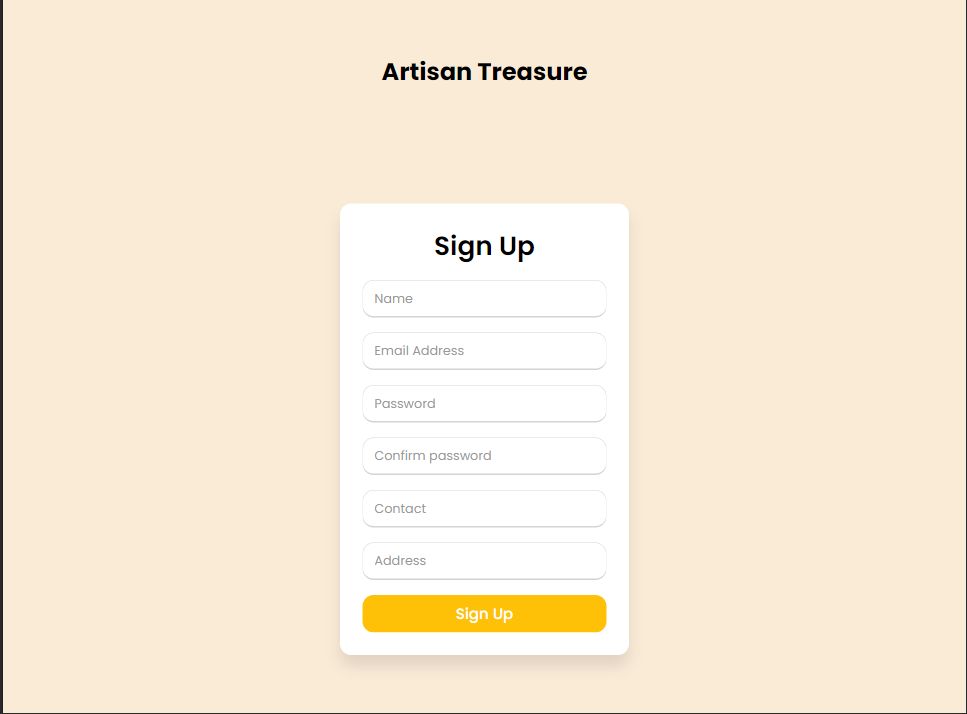 Artisan Treasure
Sign Up
Name
Email Address
Password
Confirm password
Contact
Address
Sign Up